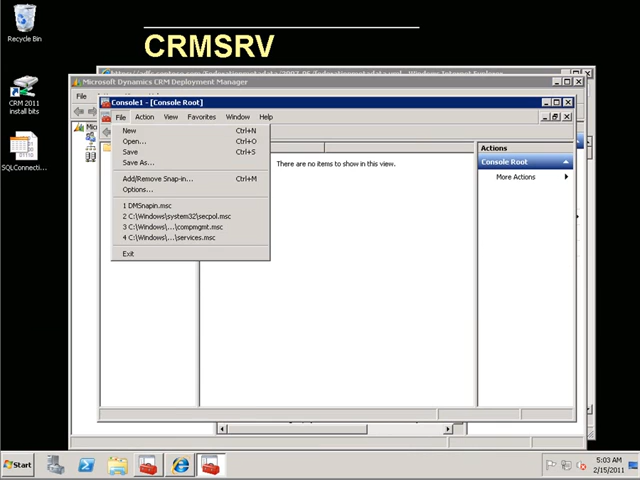 CRMSRV
Recycle Bin
CRM 2011
install bits
SQLConnecti...
Microsoft Dynamics CRM Deployment Manager
File
Console1 - [Console Root]
File Action View Favorites Window Help
New Ctrl+N
Open... Ctrl+O
Save Ctrl+S
Save As...
Add/Remove Snap-in... Ctrl+M
Options...
1 DMSnapin.msc
2 C:\Windows\system32\secpol.msc
3 C:\Windows\...\compmgmt.msc
4 C:\Windows\...\services.msc
Exit
There are no items to show in this view.
Actions
Console Root
More Actions
Start
5:03 AM
2/15/2011